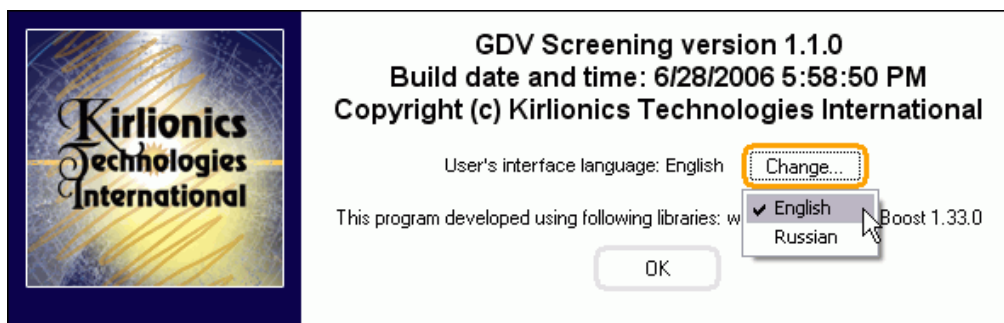 Kirlionics
Technologies
International
GDV Screening version 1.1.0
Build date and time: 6/28/2006 5:58:50 PM
Copyright (c) Kirlionics Technologies International
User's interface language: English
Change...
This program developed using following libraries: w
Boost 1.33.0
English
Russian
OK